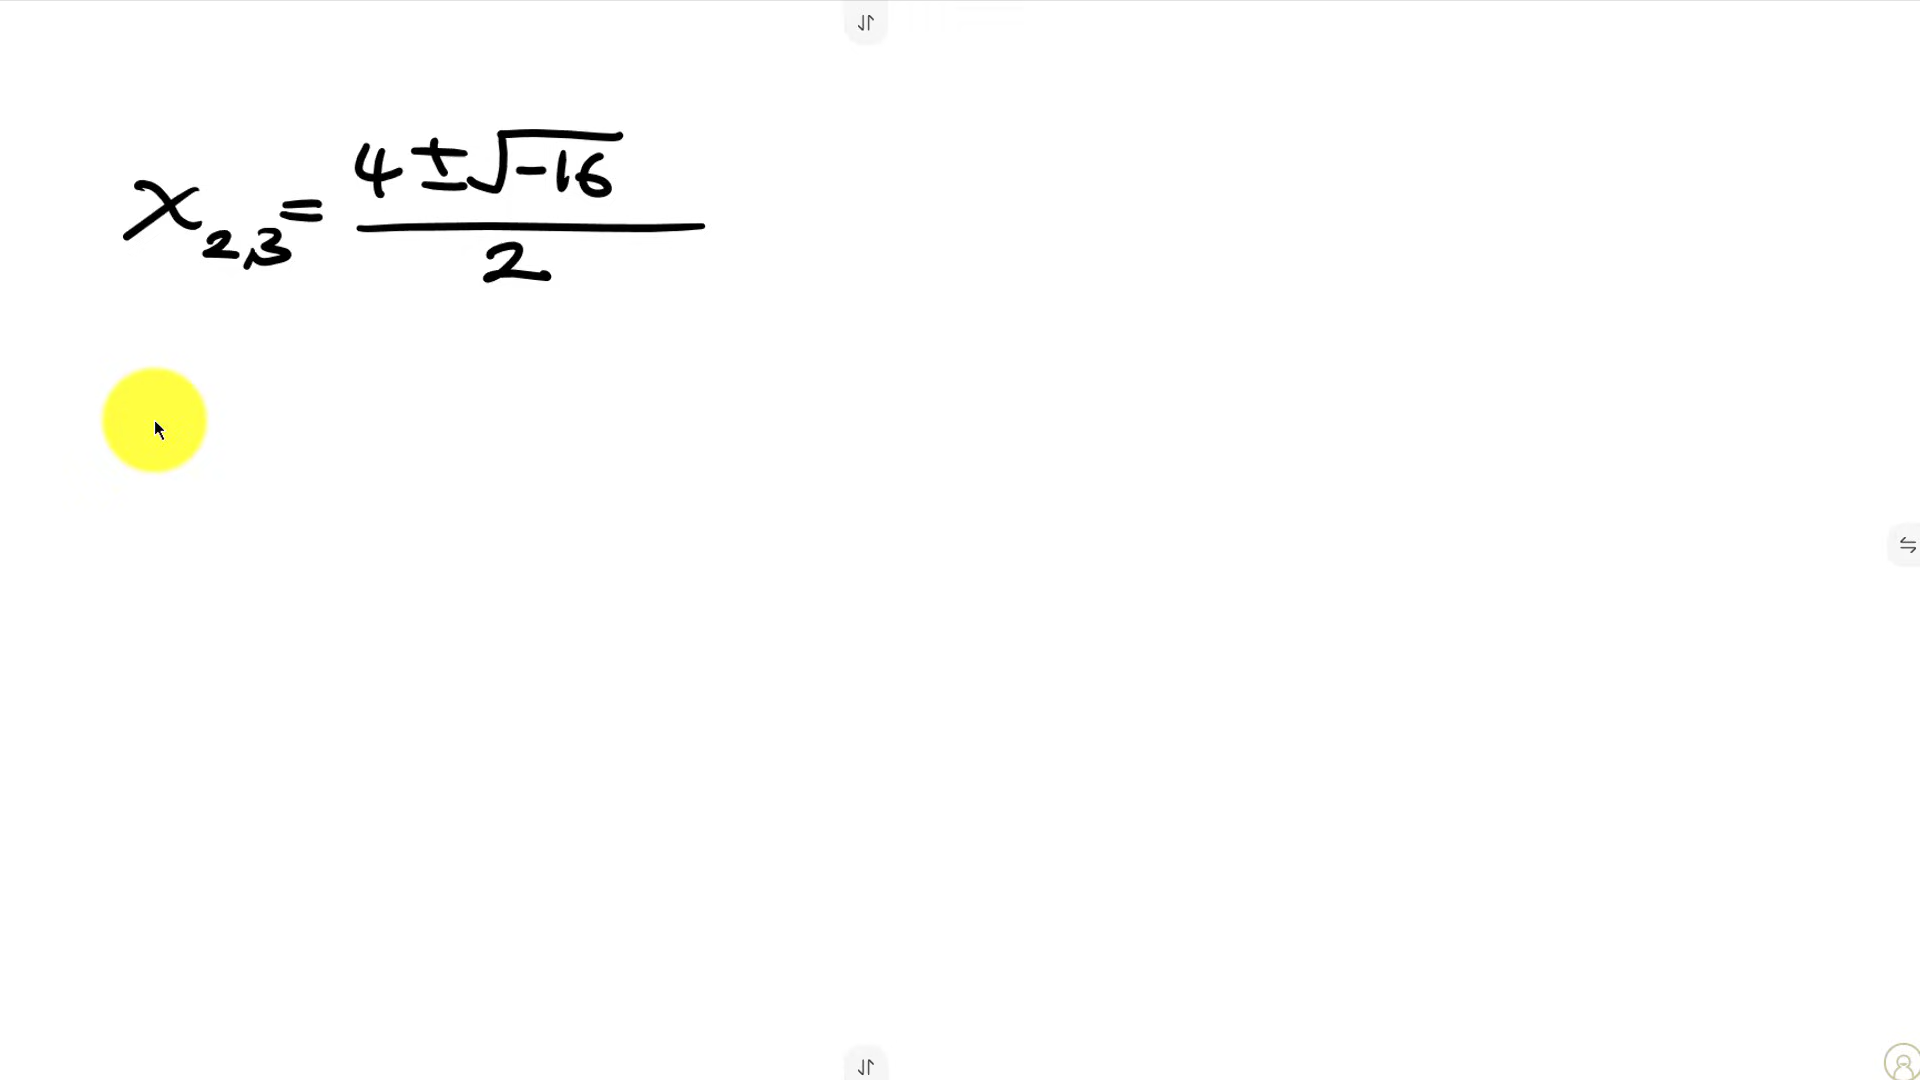 x₂,₃ = (4 ± √-16) / 2